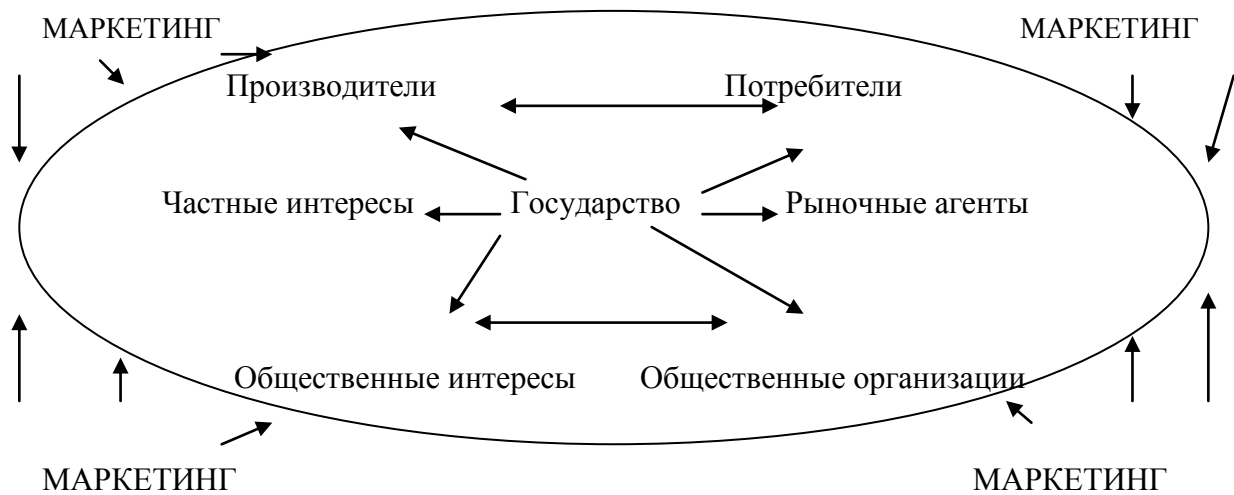 МАРКЕТИНГ МАРКЕТИНГ
Производители Потребители
Частные интересы Государство Рыночные агенты
Общественные интересы Общественные организации
МАРКЕТИНГ МАРКЕТИНГ